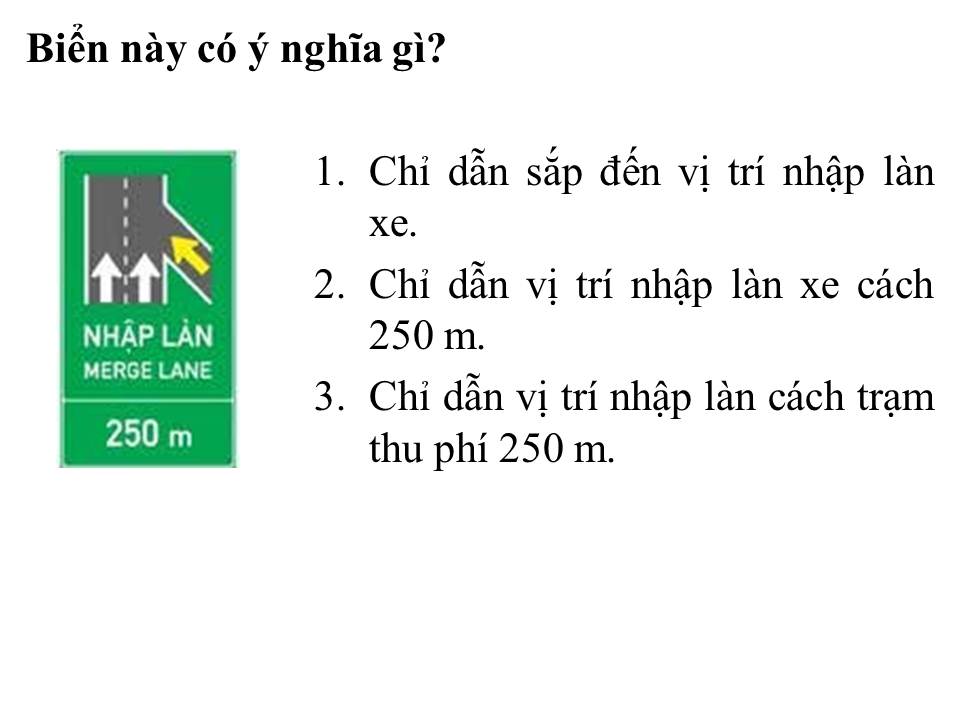 Biển này có ý nghĩa gì?
NHẬP LÀN
MERGE LANE
250 m
1. Chỉ dẫn sắp đến vị trí nhập làn
xe.
2. Chỉ dẫn vị trí nhập làn xe cách
250 m.
3. Chỉ dẫn vị trí nhập làn cách trạm
thu phí 250 m.